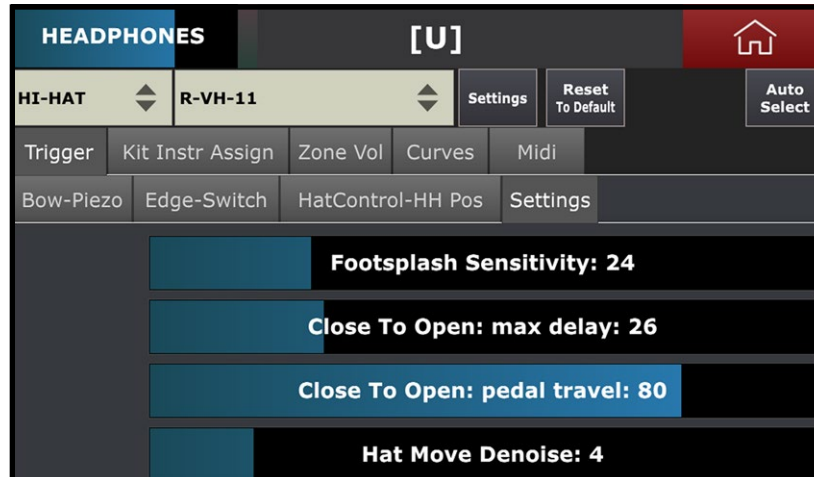 HEADPHONES [U]
HI-HAT R-VH-11 Settings Reset To Default Auto Select
Trigger Kit Instr Assign Zone Vol Curves Midi
Bow-Piezo Edge-Switch HatControl-HH Pos Settings
Footsplash Sensitivity: 24
Close To Open: max delay: 26
Close To Open: pedal travel: 80
Hat Move Denoise: 4